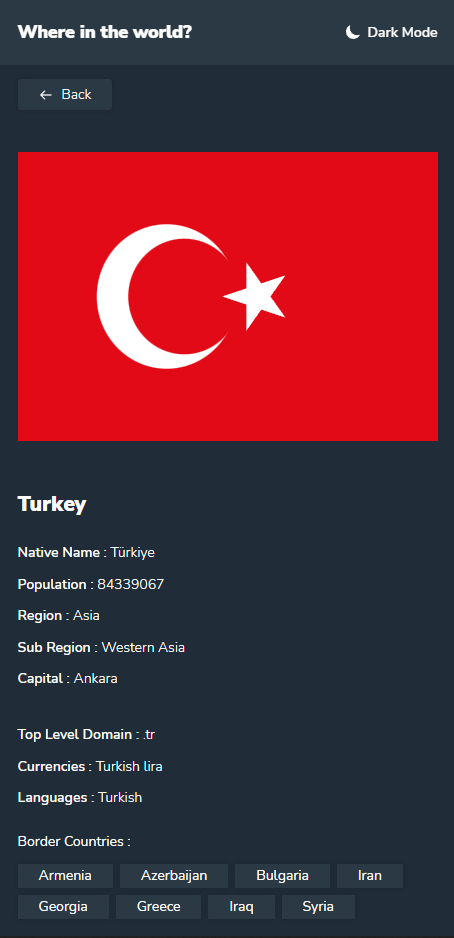 Where in the world? Dark Mode
Back
Turkey
Native Name : Türkiye
Population : 84339067
Region : Asia
Sub Region : Western Asia
Capital : Ankara
Top Level Domain : .tr
Currencies : Turkish lira
Languages : Turkish
Border Countries :
Armenia Azerbaijan Bulgaria Iran
Georgia Greece Iraq Syria